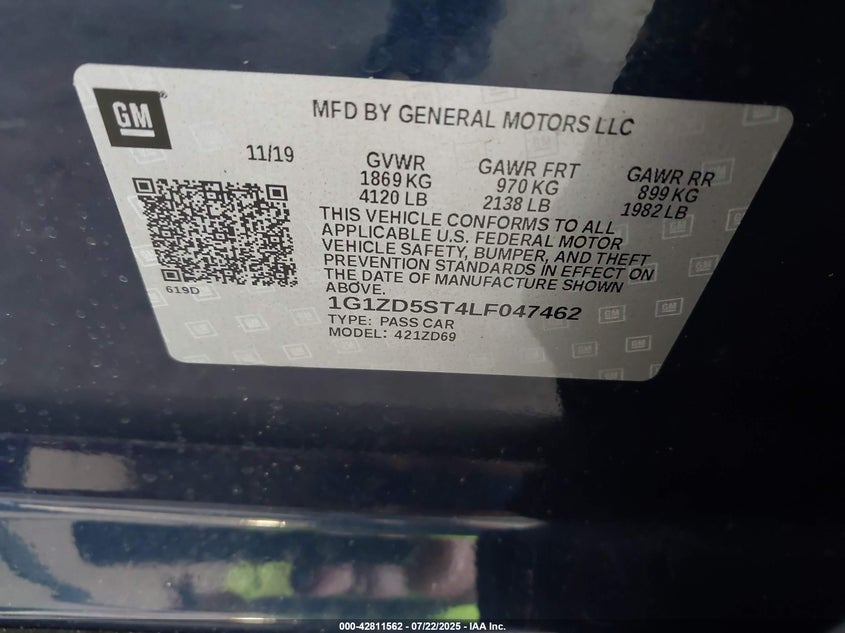 GM
MFD BY GENERAL MOTORS LLC
11/19
GVWR
1869 KG
4120 LB
GAWR FRT
970 KG
2138 LB
GAWR RR
899 KG
1982 LB
THIS VEHICLE CONFORMS TO ALL
APPLICABLE U.S. FEDERAL MOTOR
VEHICLE SAFETY, BUMPER, AND THEFT
PREVENTION STANDARDS IN EFFECT ON
THE DATE OF MANUFACTURE SHOWN
ABOVE.
619D
1G1ZD5ST4LF047462
TYPE: PASS CAR
MODEL: 421ZD69
000-42811562 - 07/22/2025 - IAA Inc.